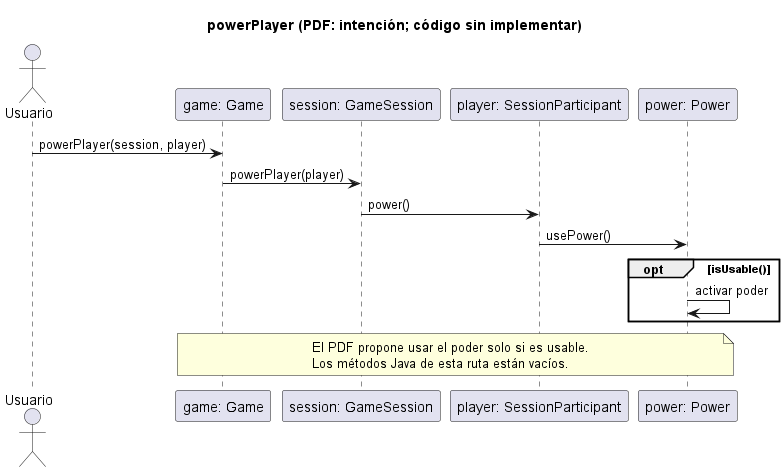 powerPlayer (PDF: intención; código sin implementar)
Usuario
game: Game
session: GameSession
player: SessionParticipant
power: Power
powerPlayer(session, player)
powerPlayer(player)
power()
usePower()
opt
[isUsable()]
activar poder
El PDF propone usar el poder solo si es usable.
Los métodos Java de esta ruta están vacíos.
Usuario
game: Game
session: GameSession
player: SessionParticipant
power: Power